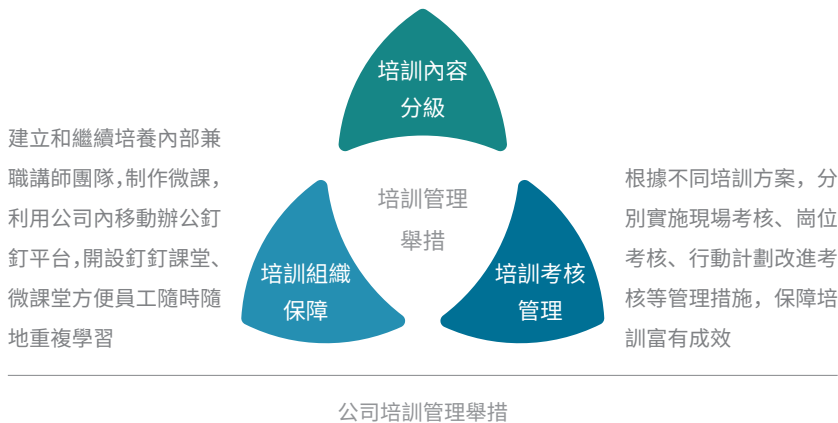 培訓內容
分級
建立和繼續培養內部兼
職講師團隊，制作微課，
利用公司內移動辦公釘
釘平台，開設釘釘課堂、
微課堂方便員工隨時隨
地重複學習
培訓管理
舉措
培訓組織
保障
培訓考核
管理
根據不同培訓方案，分
別實施現場考核、崗位
考核、行動計劃改進考
核等管理措施，保障培
訓富有成效
公司培訓管理舉措